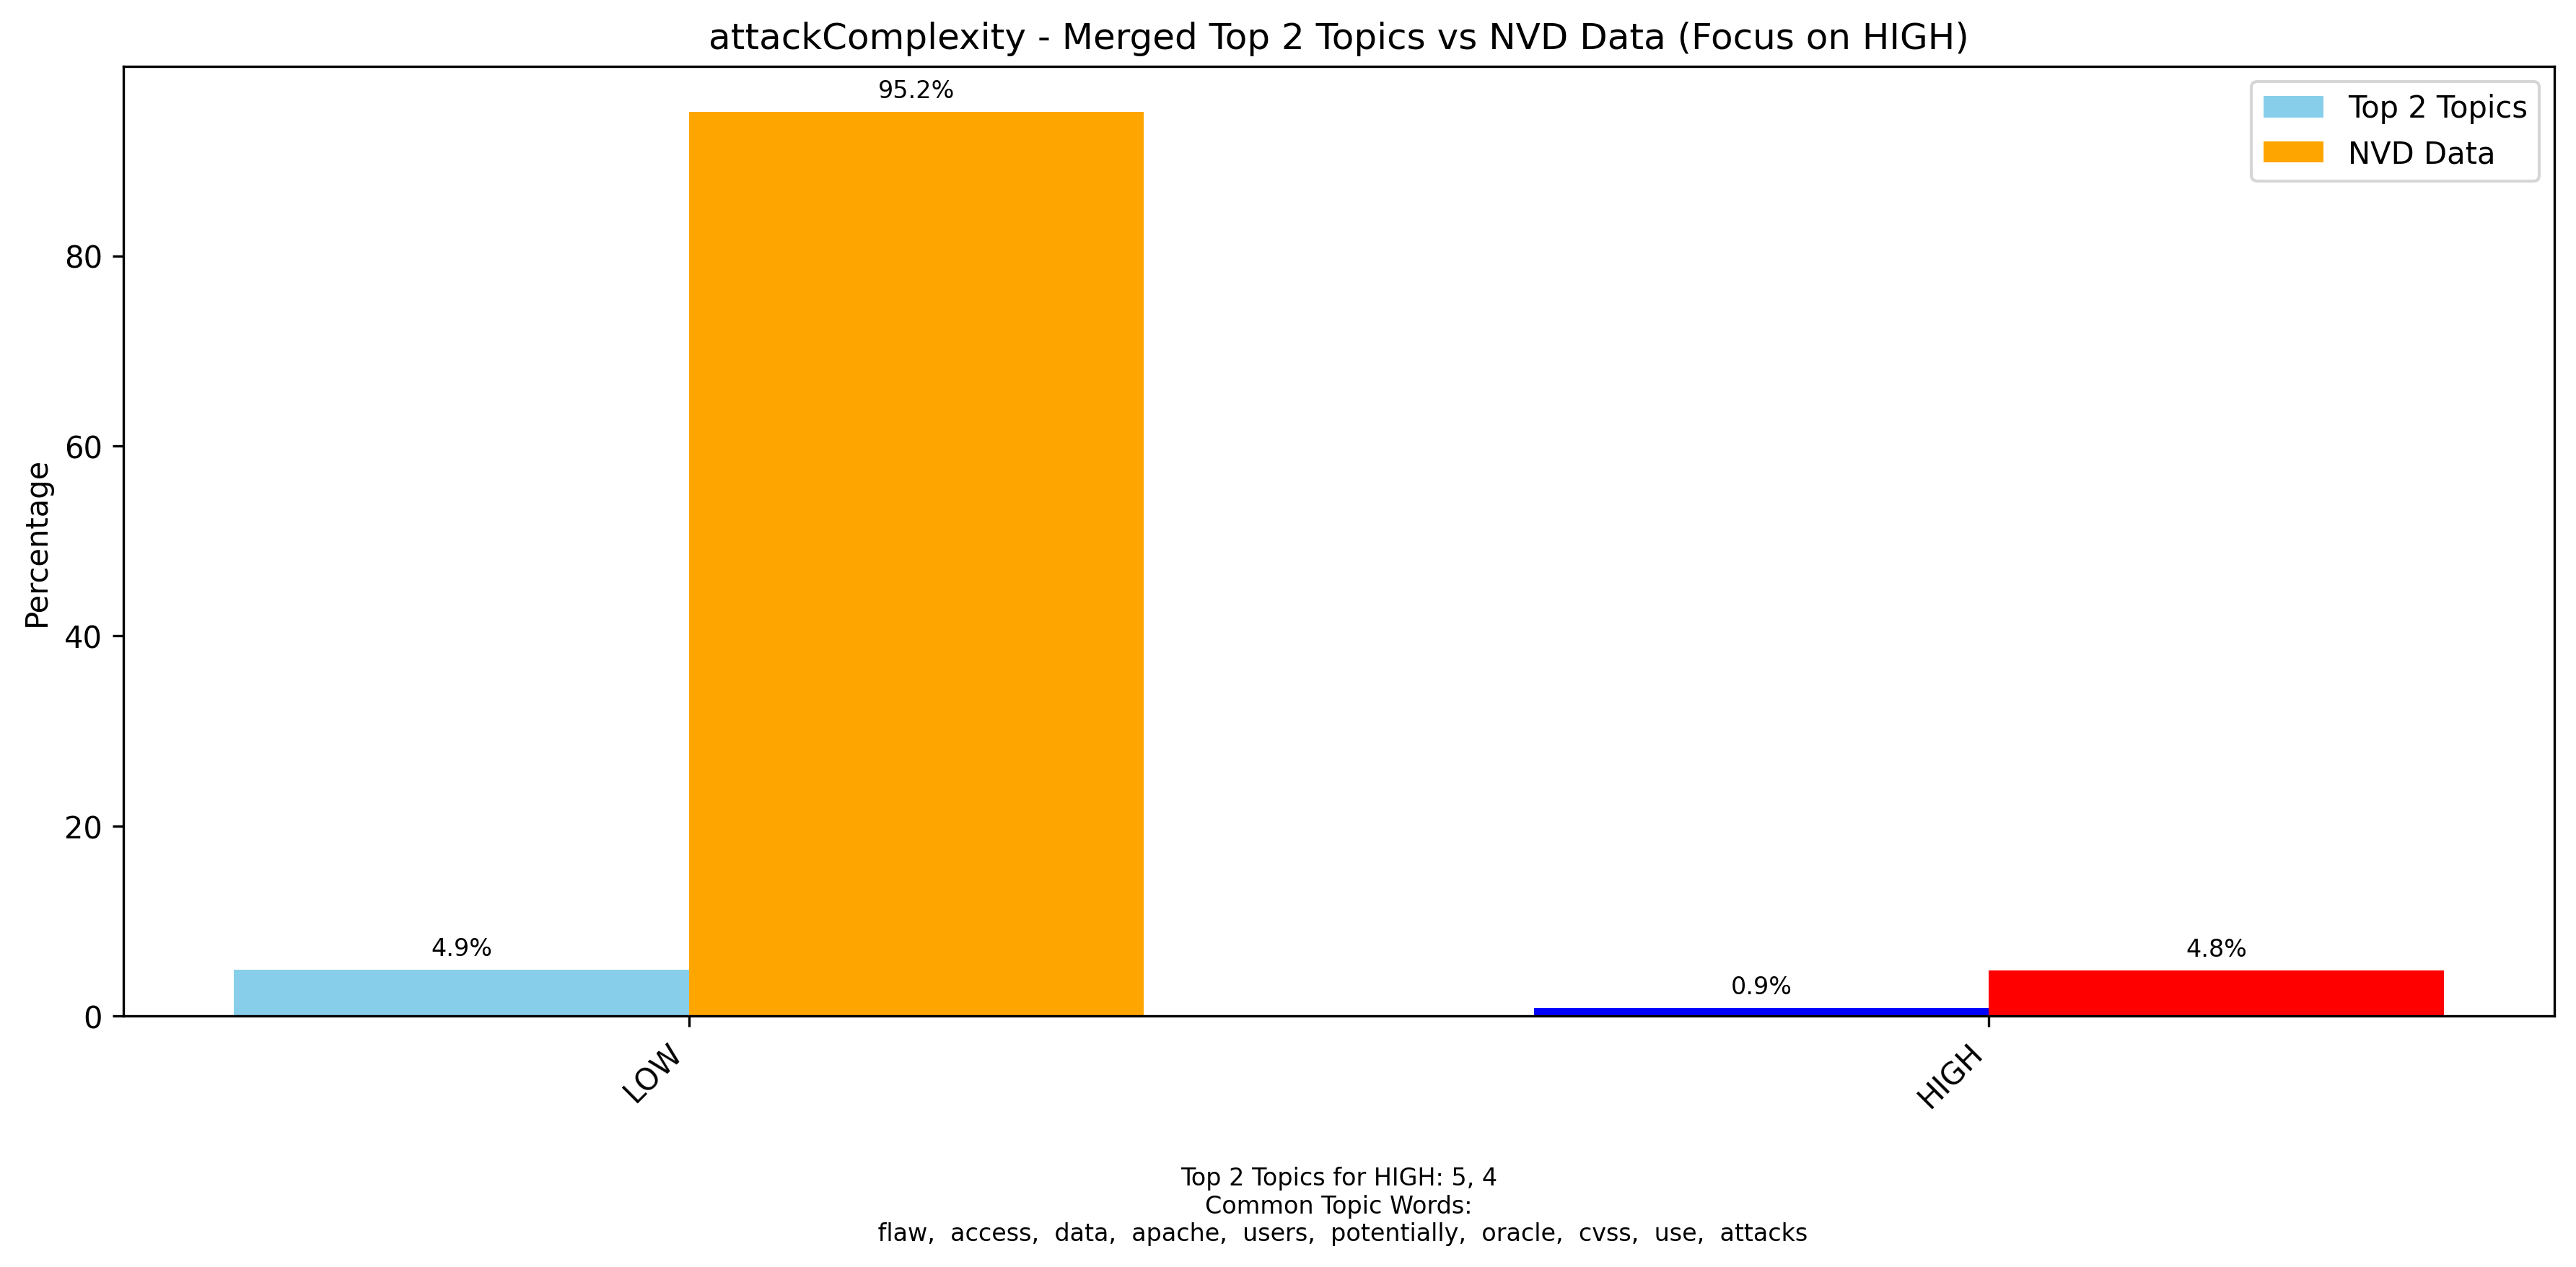 attackComplexity - Merged Top 2 Topics vs NVD Data (Focus on HIGH)
95.2%
Top 2 Topics
NVD Data
80
60
Percentage
40
20
4.9%
4.8%
0.9%
0
LOW
HIGH
Top 2 Topics for HIGH: 5, 4
Common Topic Words:
flaw, access, data, apache, users, potentially, oracle, cvss, use, attacks